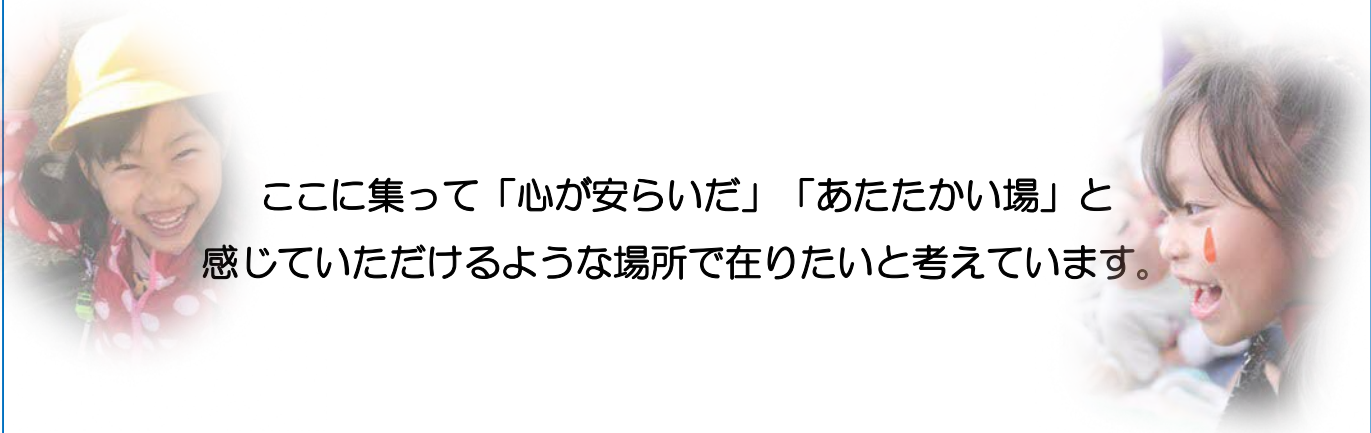 ここに集って「心が安らいだ」「あたたかい場」と
感じていただけるような場所で在りたいと考えています。